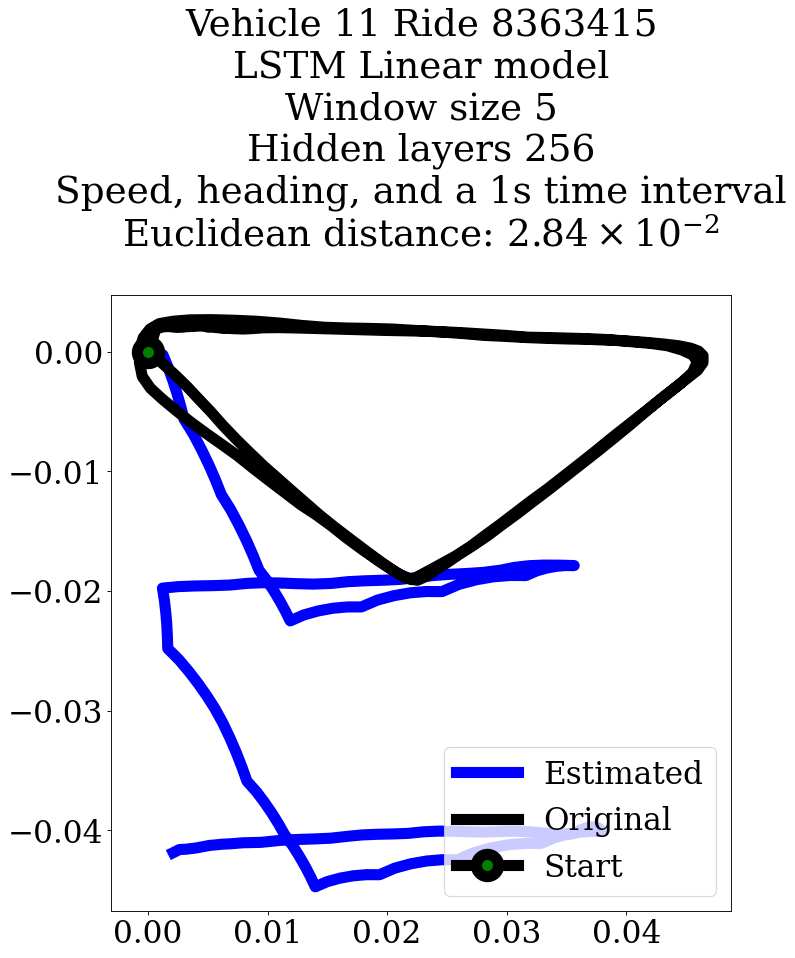 Vehicle 11 Ride 8363415
LSTM Linear model
Window size 5
Hidden layers 256
Speed, heading, and a 1s time interval
Euclidean distance: 2.84 × 10⁻²
0.00
−0.01
−0.02
−0.03
−0.04
Estimated
Original
Start
0.00 0.01 0.02 0.03 0.04